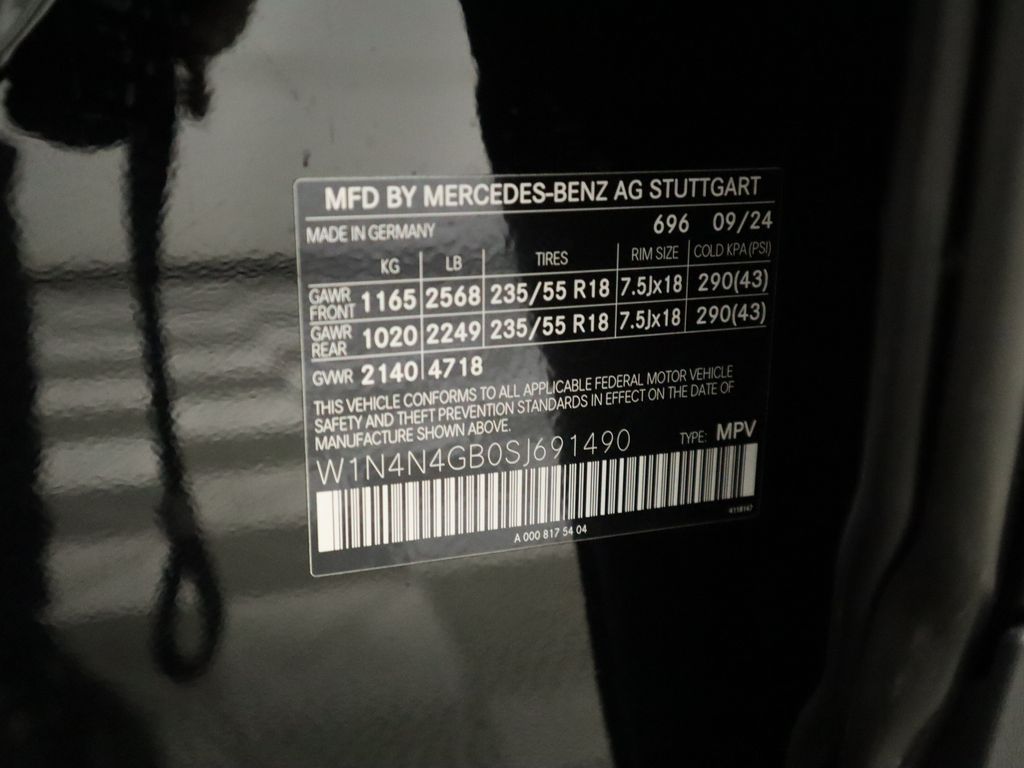 MFD BY MERCEDES-BENZ AG STUTTGART
MADE IN GERMANY 696 09/24
KG LB TIRES RIM SIZE COLD KPA (PSI)
GAWR FRONT 1165 2568 235/55 R18 7.5Jx18 290(43)
GAWR REAR 1020 2249 235/55 R18 7.5Jx18 290(43)
GVWR 2140 4718
THIS VEHICLE CONFORMS TO ALL APPLICABLE FEDERAL MOTOR VEHICLE
SAFETY AND THEFT PREVENTION STANDARDS IN EFFECT ON THE DATE OF
MANUFACTURE SHOWN ABOVE.
W1N4N4GB0SJ691490 TYPE: MPV
A 000 817 54 04 4118147